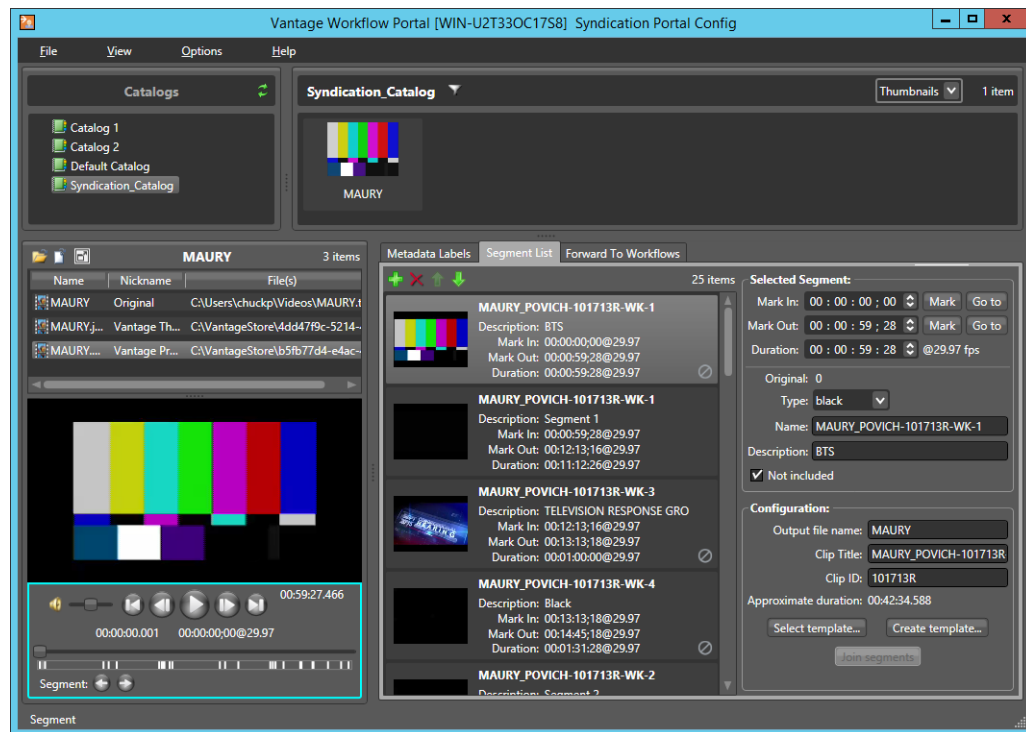 Vantage Workflow Portal [WIN-U2T33OC17S8] Syndication Portal Config
File View Options Help
Catalogs
Catalog 1
Catalog 2
Default Catalog
Syndication_Catalog
Syndication_Catalog
Thumbnails 1 item
MAURY
MAURY 3 items
Name Nickname File(s)
MAURY Original C:\Users\chuckp\Videos\MAURY.t
MAURY.j... Vantage Th... C:\VantageStore\4dd47f9c-5214-
MAURY.... Vantage Pr... C:\VantageStore\b5fb77d4-e4ac-
00:59:27.466
00:00:00.001 00:00:00;00@29.97
Segment:
Metadata Labels Segment List Forward To Workflows
25 items
MAURY_POVICH-101713R-WK-1
Description: BTS
Mark In: 00:00:00;00@29.97
Mark Out: 00:00:59;28@29.97
Duration: 00:00:59:28@29.97
MAURY_POVICH-101713R-WK-1
Description: Segment 1
Mark In: 00:00:59;28@29.97
Mark Out: 00:12:13;16@29.97
Duration: 00:11:12:26@29.97
MAURY_POVICH-101713R-WK-3
Description: TELEVISION RESPONSE GRO
Mark In: 00:12:13;16@29.97
Mark Out: 00:13:13;18@29.97
Duration: 00:01:00:00@29.97
MAURY_POVICH-101713R-WK-4
Description: Black
Mark In: 00:13:13;18@29.97
Mark Out: 00:14:45;18@29.97
Duration: 00:01:31:28@29.97
MAURY_POVICH-101713R-WK-2
Description: Segment 2
Selected Segment:
Mark In: 00 : 00 : 00 ; 00 Mark Go to
Mark Out: 00 : 00 : 59 ; 28 Mark Go to
Duration: 00 : 00 : 59 : 28 @29.97 fps
Original: 0
Type: black
Name: MAURY_POVICH-101713R-WK-1
Description: BTS
Not included
Configuration:
Output file name: MAURY
Clip Title: MAURY_POVICH-101713R
Clip ID: 101713R
Approximate duration: 00:42:34.588
Select template... Create template...
Join segments
Segment